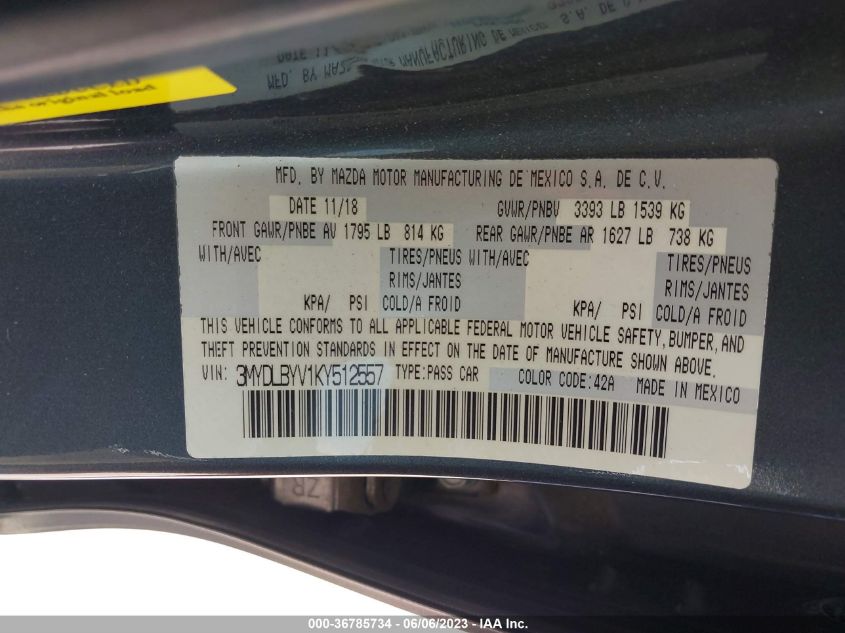 original load
MFD. BY MAZDA MOTOR MANUFACTURING DE MEXICO S.A. DE C.V.
DATE 11/18 GVWR/PNBV 3393 LB 1539 KG
FRONT GAWR/PNBE AV 1795 LB 814 KG REAR GAWR/PNBE AR 1627 LB 738 KG
WITH/AVEC TIRES/PNEUS WITH/AVEC TIRES/PNEUS
RIMS/JANTES RIMS/JANTES
KPA/ PSI COLD/A FROID KPA/ PSI COLD/A FROID
THIS VEHICLE CONFORMS TO ALL APPLICABLE FEDERAL MOTOR VEHICLE SAFETY, BUMPER, AND
THEFT PREVENTION STANDARDS IN EFFECT ON THE DATE OF MANUFACTURE SHOWN ABOVE.
VIN: 3MYDLBYV1KY512557 TYPE:PASS CAR COLOR CODE:42A MADE IN MEXICO
ZR
000-36785734 - 06/06/2023 - IAA Inc.